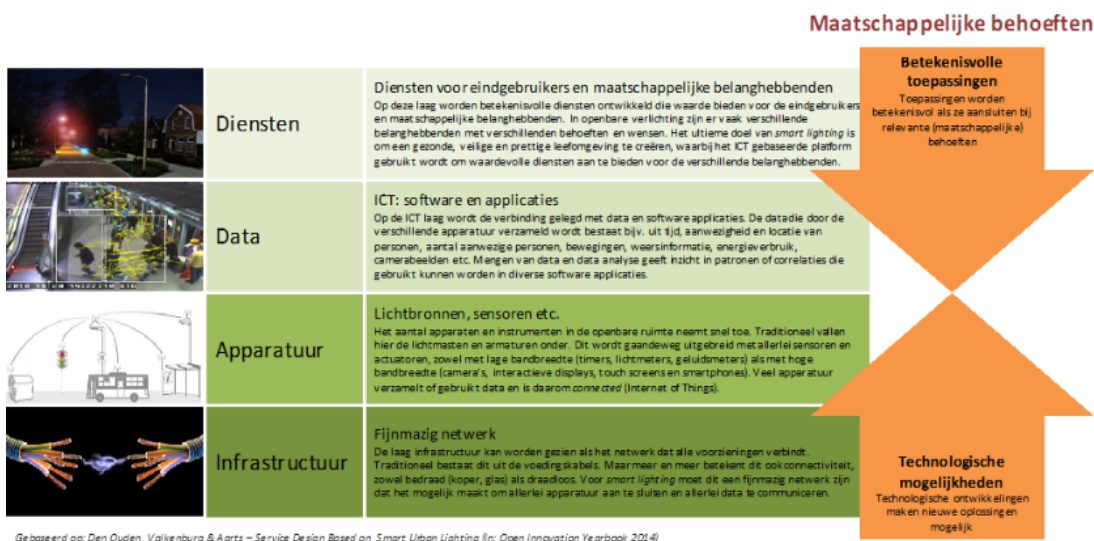 Maatschappelijke behoeften
Betekenisvolle
toepassingen
Toepassingen worden
betekenisvol als ze aansluiten bij
relevante (maatschappelijke)
behoeften
Diensten
Diensten voor eindgebruikers en maatschappelijke belanghebbenden
Op deze laag worden betekenisvolle diensten ontwikkeld die waarde bieden voor de eindgebruikers
en maatschappelijke belanghebbenden. In openbare verlichting zijn er vaak verschillende
belanghebbenden met verschillenden behoeften en wensen. Het ultieme doel van smart lighting is
om een gezonde, veilige en prettige leefomgeving te creëren, waarbij het ICT gebaseerde platform
gebruikt wordt om waardevolle diensten aan te bieden voor de verschillende belanghebbenden.
Data
ICT: software en applicaties
Op de ICT laag wordt de verbinding gelegd met data en software applicaties. De data die door de
verschillende apparatuur verzameld wordt bestaat bijv. uit tijd, aanwezigheid en locatie van
personen, aantal aanwezige personen, bewegingen, weersinformatie, energieverbruik,
camerabeelden etc. Mengen van data en data analyse geeft inzicht in patronen of correlaties die
gebruikt kunnen worden in diverse software applicaties.
Apparatuur
Lichtbronnen, sensoren etc.
Het aantal apparaten en instrumenten in de openbare ruimte neemt snel toe. Traditioneel vallen
hier de lichtmasten en armaturen onder. Dit wordt gaandeweg uitgebreid met allerlei sensoren en
actuatoren, zowel met lage bandbreedte (timers, lichtmeters, geluidsmeters) als met hoge
bandbreedte (camera's, interactieve displays, touch screens en smartphones). Veel apparatuur
verzamelt of gebruikt data en is daarom connected (Internet of Things).
Infrastructuur
Fijnmazig netwerk
De laag infrastructuur kan worden gezien als het netwerk dat alle voorzieningen verbindt.
Traditioneel bestaat dit uit de voedingskabels. Maar meer en meer betekent dit ook connectiviteit,
zowel bedraad (koper, glas) als draadloos. Voor smart lighting moet dit een fijnmazig netwerk zijn
dat het mogelijk maakt om allerlei apparatuur aan te sluiten en allerlei data te communiceren.
Technologische
mogelijkheden
Technologische ontwikkelingen
maken nieuwe oplossingen
mogelijk
Gebaseerd op: Den Ouden, Valkenburg & Aarts – Service Design Based on Smart Urban Lighting (In: Open Innovation Yearbook 2014)